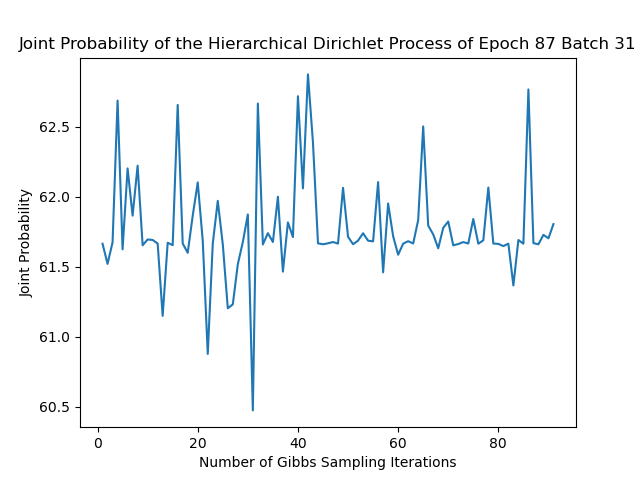 Joint Probability of the Hierarchical Dirichlet Process of Epoch 87 Batch 31
62.5
62.0
61.5
61.0
60.5
Joint Probability
0 20 40 60 80
Number of Gibbs Sampling Iterations